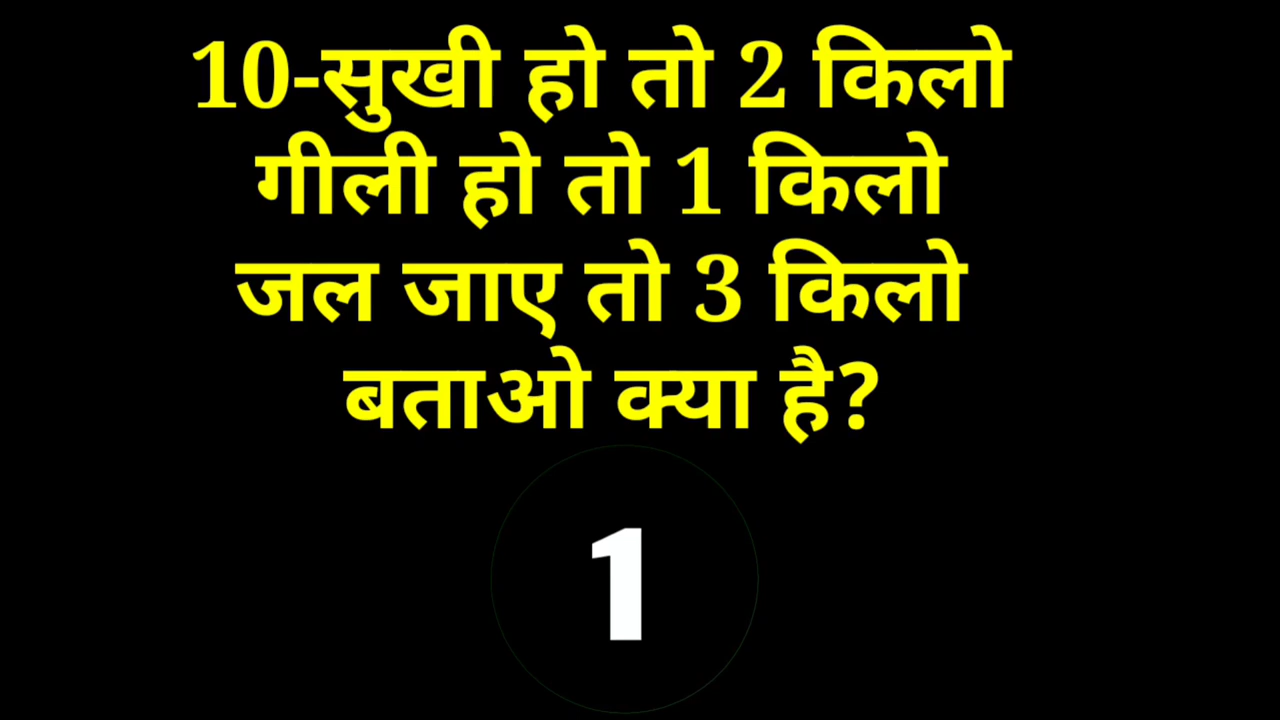 10-सुखी हो तो 2 किलो
गीली हो तो 1 किलो
जल जाए तो 3 किलो
बताओ क्या है?
1